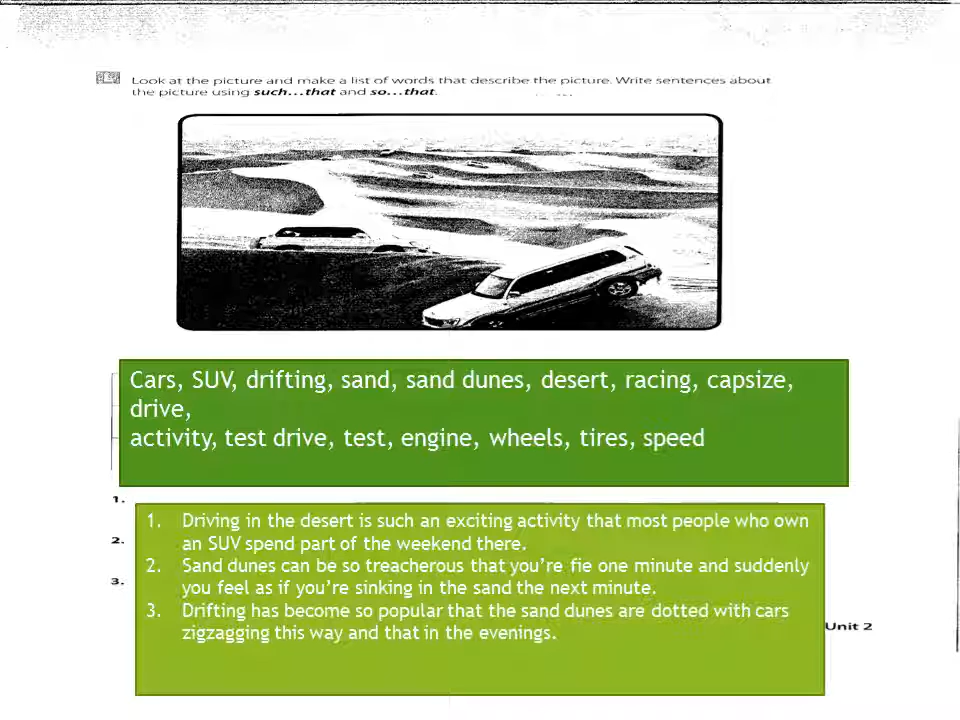 Look at the picture and make a list of words that describe the picture. Write sentences about
the picture using such...that and so...that.
Cars, SUV, drifting, sand, sand dunes, desert, racing, capsize,
drive,
activity, test drive, test, engine, wheels, tires, speed
1.
2.
3.
1. Driving in the desert is such an exciting activity that most people who own
an SUV spend part of the weekend there.
2. Sand dunes can be so treacherous that you're fie one minute and suddenly
you feel as if you're sinking in the sand the next minute.
3. Drifting has become so popular that the sand dunes are dotted with cars
zigzagging this way and that in the evenings.
Unit 2